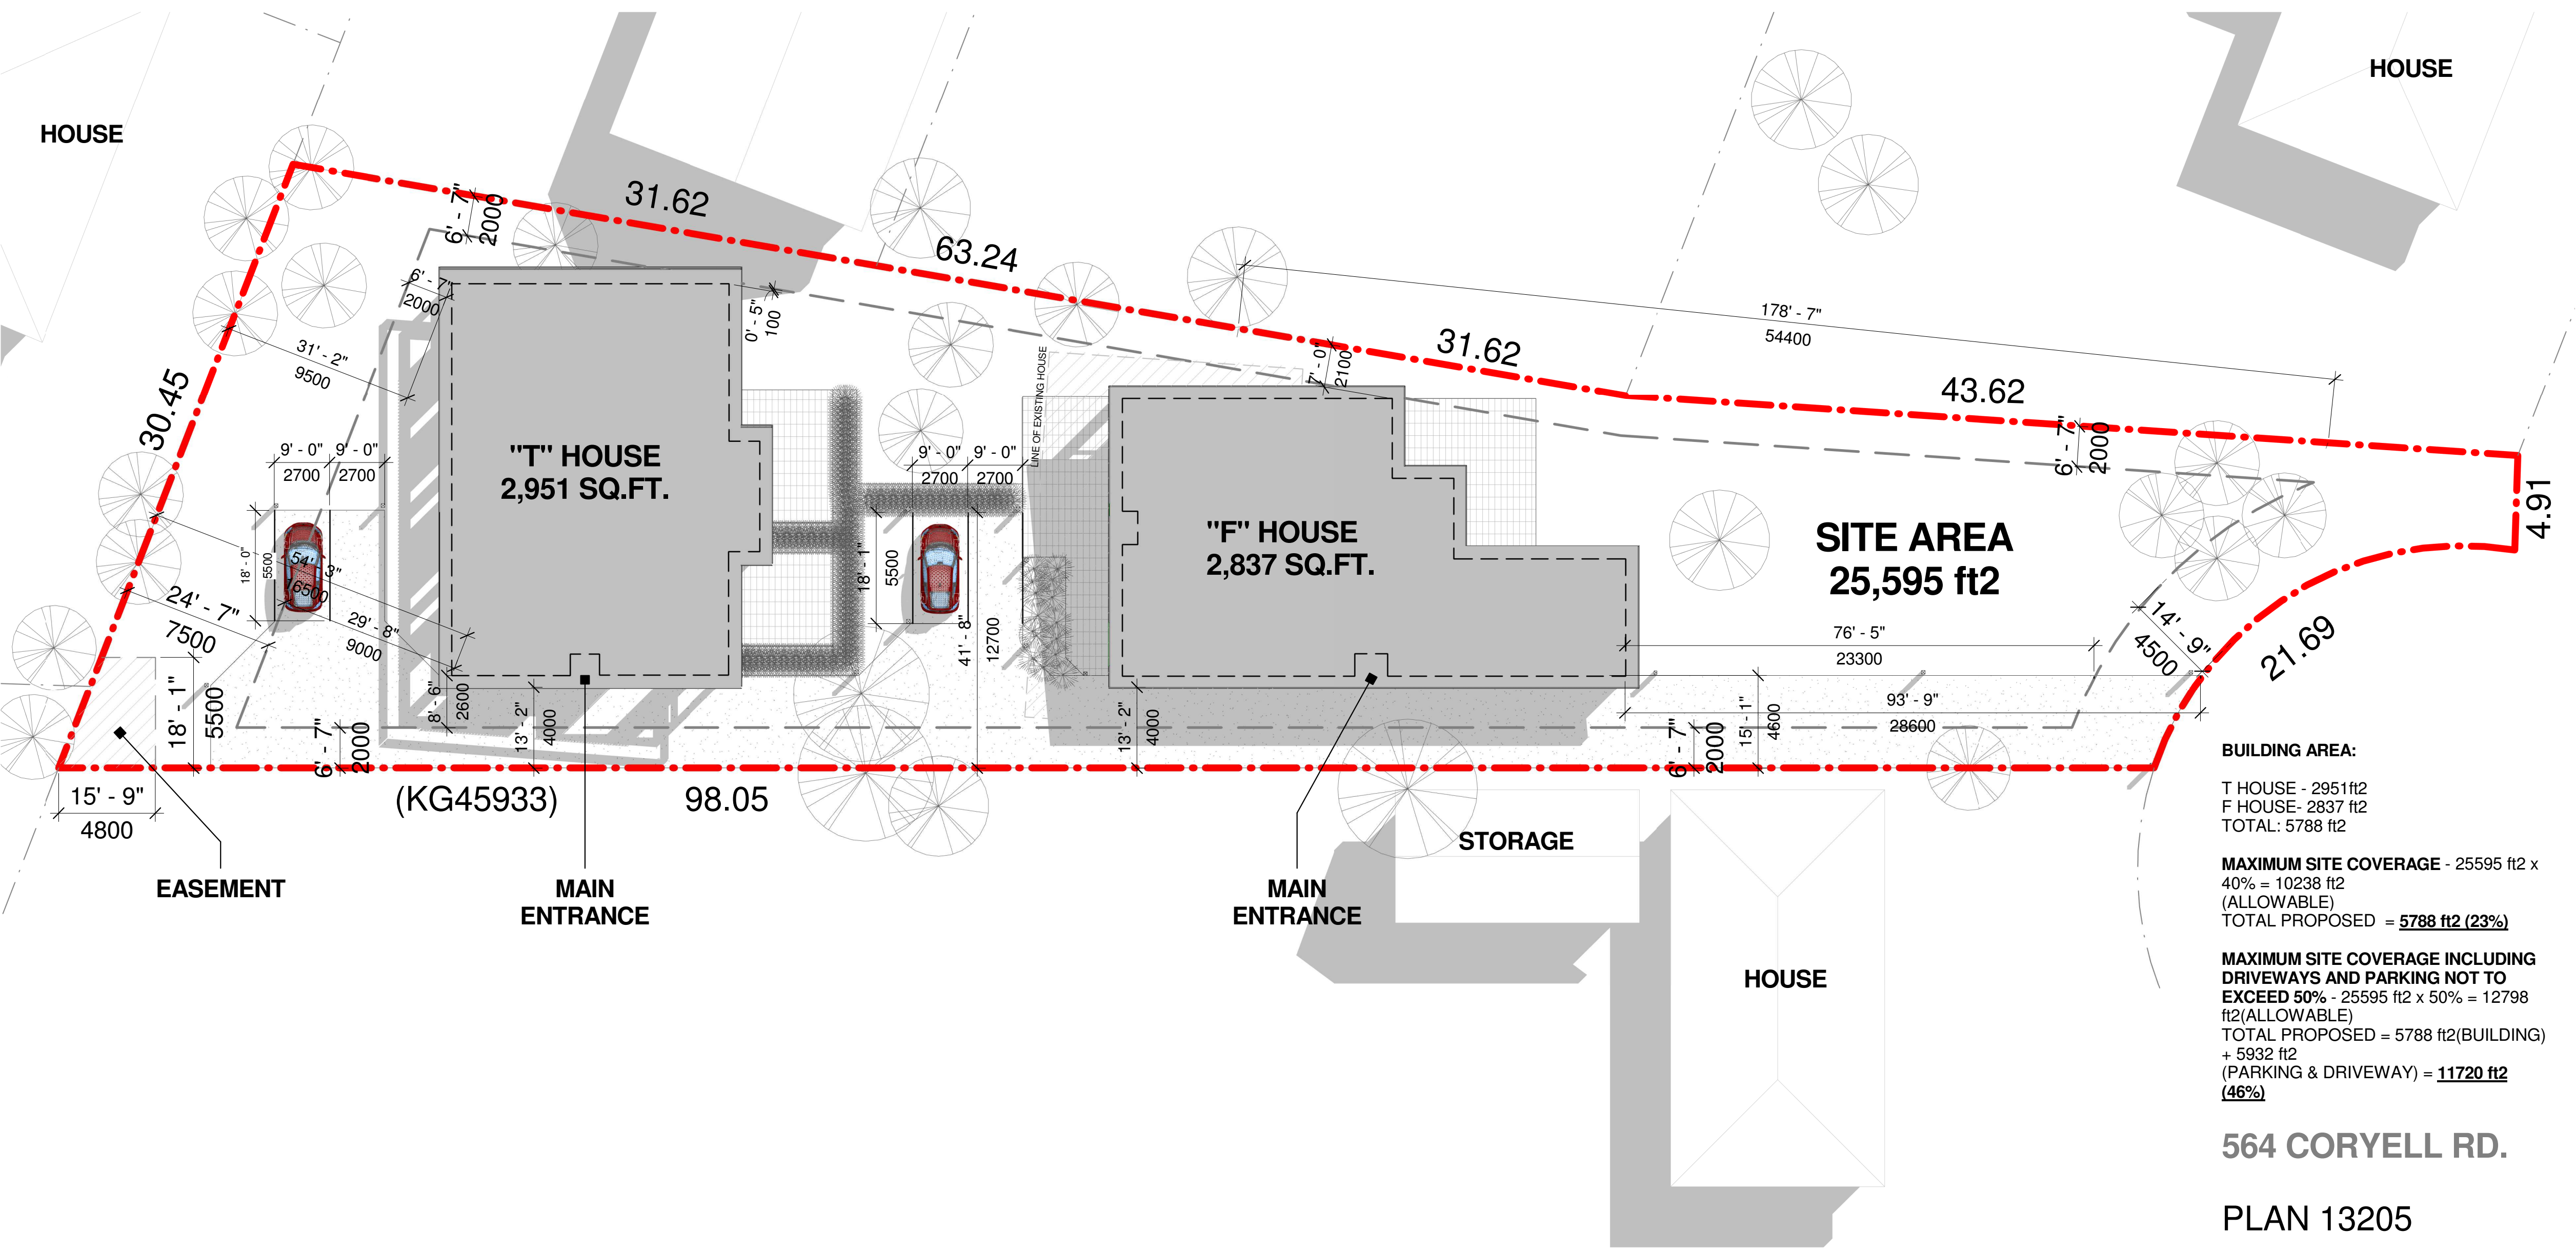 HOUSE
HOUSE
6' - 7"
2000
31.62
63.24
6' - 7"
2000
0' - 5"
100
178' - 7"
54400
31.62
7' - 0"
2100
43.62
31' - 2"
9500
30.45
LINE OF EXISTING HOUSE
6' - 7"
2000
4.91
9' - 0"
9' - 0"
2700
2700
"T" HOUSE
2,951 SQ.FT.
9' - 0"
9' - 0"
2700
2700
"F" HOUSE
2,837 SQ.FT.
SITE AREA
25,595 ft2
18' - 0"
5500
54' - 3"
16500
18' - 1"
5500
24' - 7"
7500
29' - 8"
9000
41' - 8"
12700
76' - 5"
23300
14' - 9"
4500
21.69
18' - 1"
5500
8' - 6"
2600
13' - 2"
4000
13' - 2"
4000
93' - 9"
28600
6' - 7"
2000
6' - 7"
2000
15' - 1"
4600
15' - 9"
4800
(KG45933)
98.05
EASEMENT
MAIN
ENTRANCE
MAIN
ENTRANCE
STORAGE
HOUSE
BUILDING AREA:
T HOUSE - 2951ft2
F HOUSE- 2837 ft2
TOTAL: 5788 ft2
MAXIMUM SITE COVERAGE - 25595 ft2 x
40% = 10238 ft2
(ALLOWABLE)
TOTAL PROPOSED = 5788 ft2 (23%)
MAXIMUM SITE COVERAGE INCLUDING
DRIVEWAYS AND PARKING NOT TO
EXCEED 50% - 25595 ft2 x 50% = 12798
ft2(ALLOWABLE)
TOTAL PROPOSED = 5788 ft2(BUILDING)
+ 5932 ft2
(PARKING & DRIVEWAY) = 11720 ft2
(46%)
564 CORYELL RD.
PLAN 13205